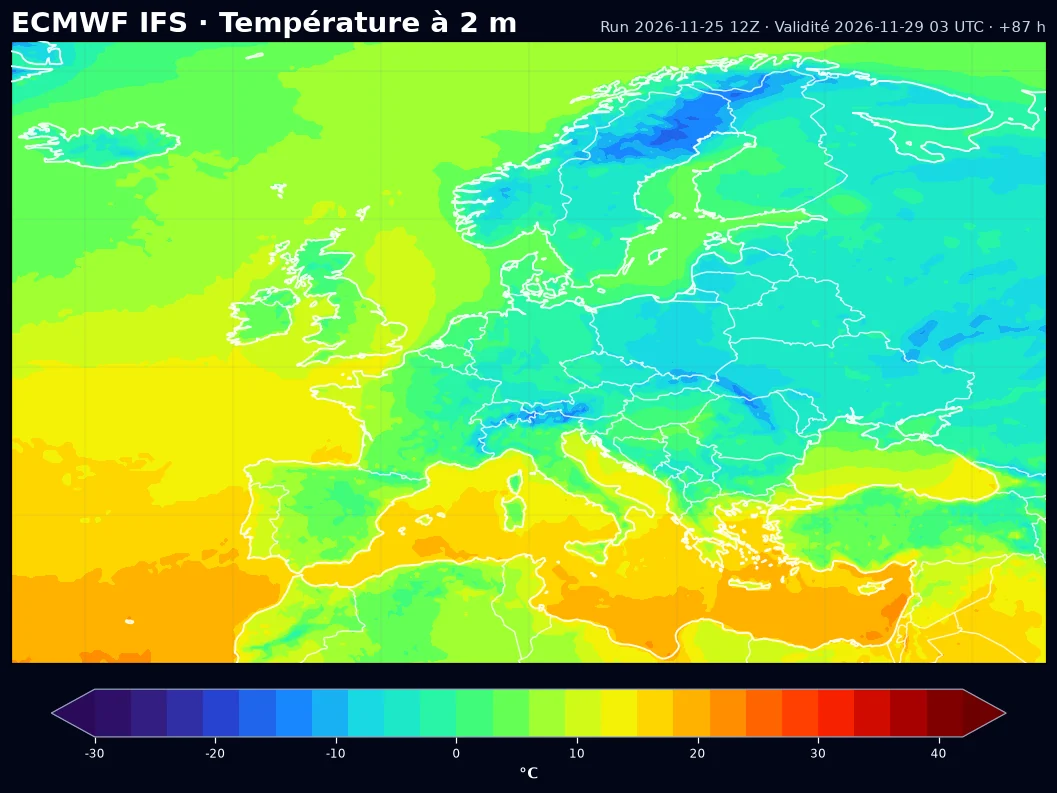 ECMWF IFS · Température à 2 m
Run 2026-11-25 12Z · Validité 2026-11-29 03 UTC · +87 h
-30 -20 -10 0 10 20 30 40
°C